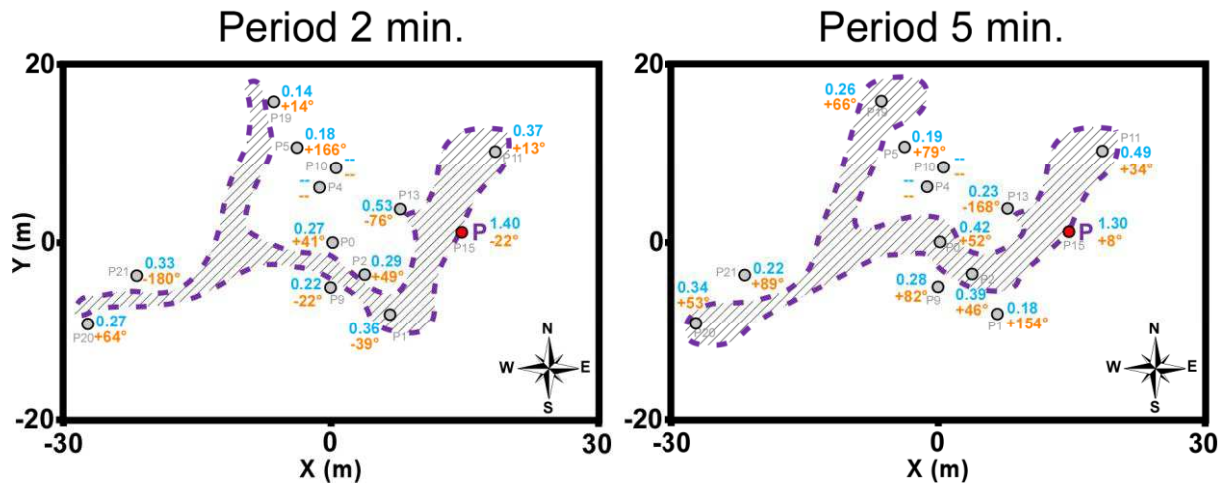 Period 2 min.
20
0
-20
-30
0
30
Y (m)
X (m)
0.14
+14°
P19
0.18
+166°
P5
--
--
P10
--
--
P4
0.37
+13°
P11
0.53
-76°
P13
0.27
+41°
P0
P
1.40
-22°
P15
0.33
-180°
P21
0.29
+49°
P2
0.22
-22°
P9
0.27
+64°
P20
0.36
-39°
P1
N
W
E
S
Period 5 min.
20
-20
-30
0
30
X (m)
0.26
+66°
P19
0.19
+79°
P5
--
--
P10
--
--
P4
P11
0.49
+34°
0.23
-168°
P13
0.42
+52°
P0
P
1.30
+8°
P15
0.22
+89°
P21
0.34
+53°
P20
0.28
+82°
P9
P2
0.39
+46°
0.18
+154°
P1
N
W
E
S